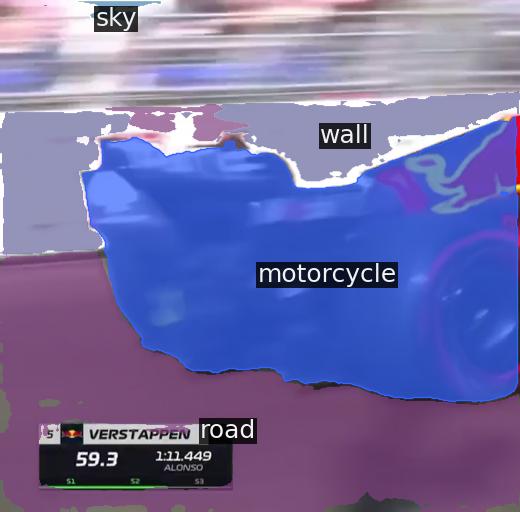 sky
wall
motorcycle
road
5 VERSTAPPEN
59.3 1:11.449
ALONSO
S1 S2 S3